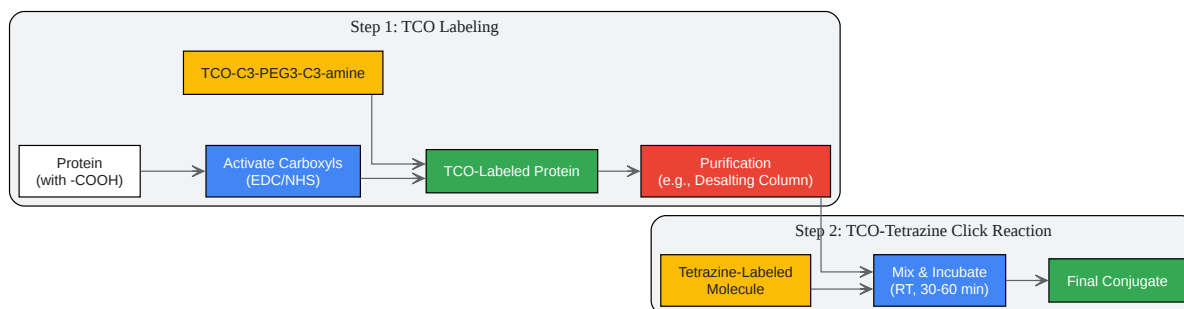 Step 1: TCO Labeling
TCO-C3-PEG3-C3-amine
Protein
(with -COOH)
Activate Carboxyls
(EDC/NHS)
TCO-Labeled Protein
Purification
(e.g., Desalting Column)
Step 2: TCO-Tetrazine Click Reaction
Tetrazine-Labeled
Molecule
Mix & Incubate
(RT, 30-60 min)
Final Conjugate